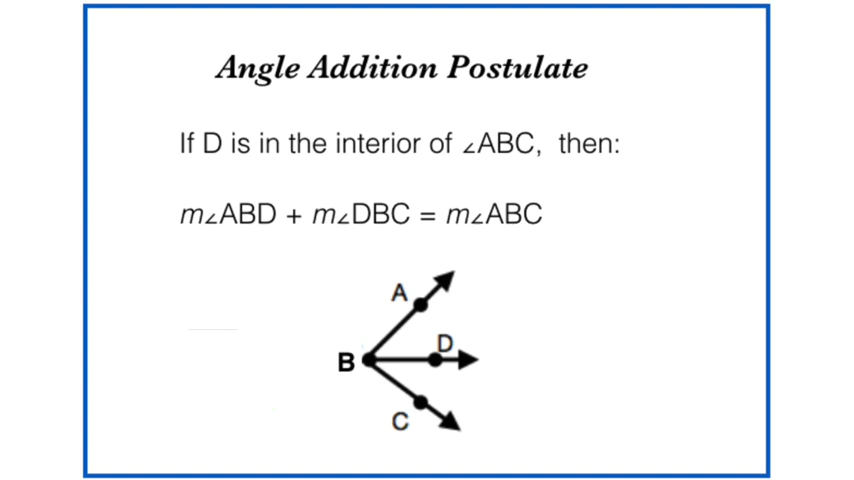 Angle Addition Postulate
If D is in the interior of ∠ABC, then:
m∠ABD + m∠DBC = m∠ABC
A
D
B
C